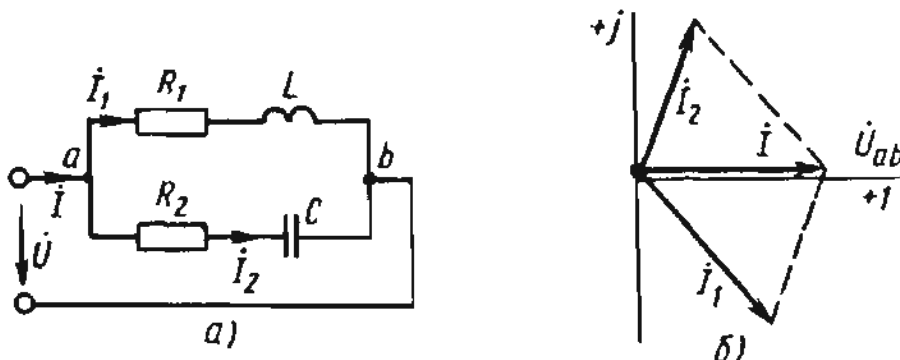 İ₁
R₁
L
a
b
İ
R₂
C
U̇
İ₂
а)
+j
İ₂
İ
U̇ab
+1
İ₁
б)